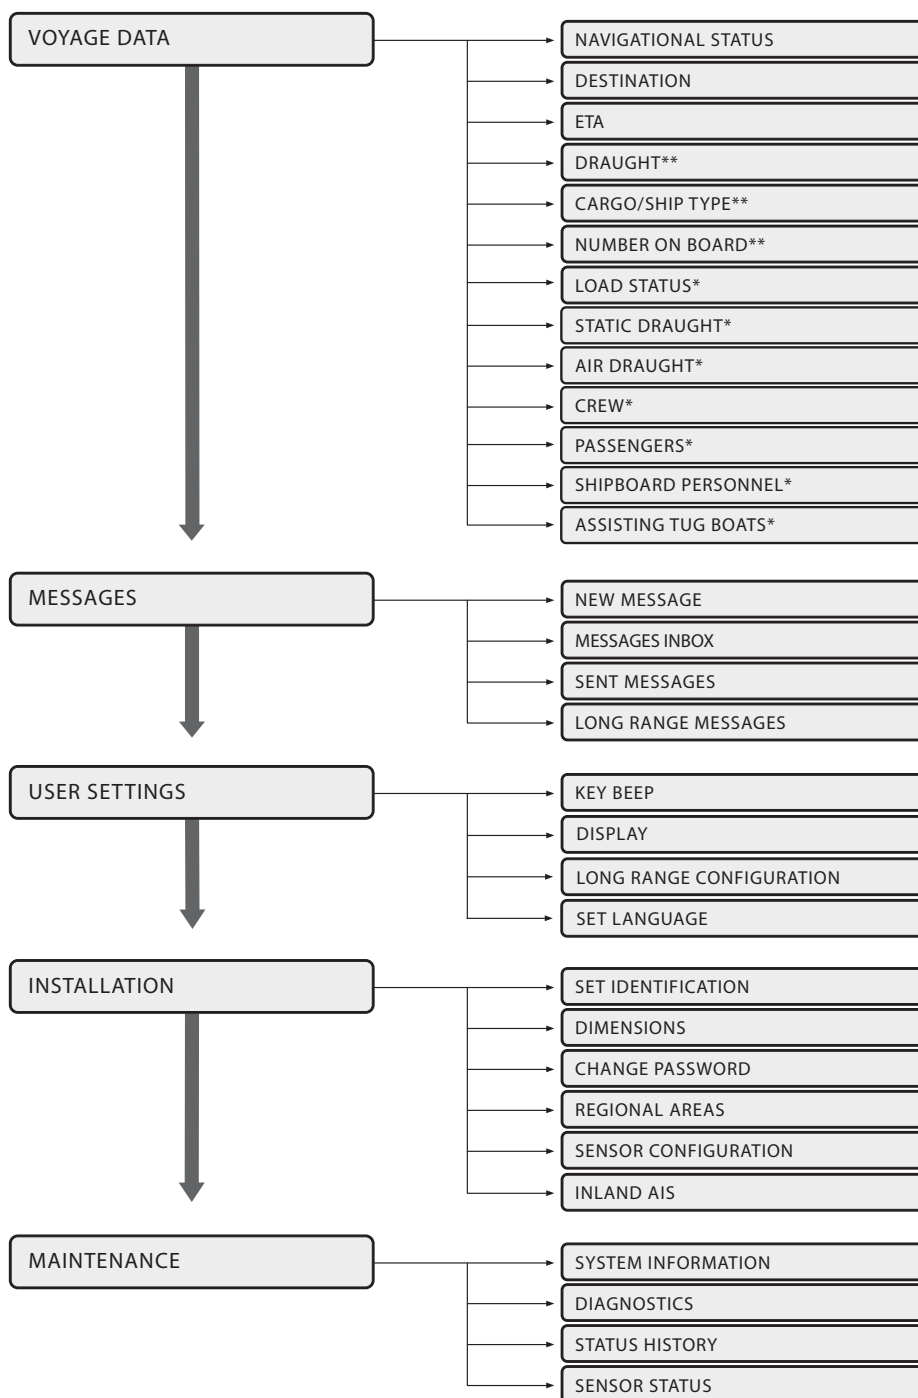 VOYAGE DATA
NAVIGATIONAL STATUS
DESTINATION
ETA
DRAUGHT**
CARGO/SHIP TYPE**
NUMBER ON BOARD**
LOAD STATUS*
STATIC DRAUGHT*
AIR DRAUGHT*
CREW*
PASSENGERS*
SHIPBOARD PERSONNEL*
ASSISTING TUG BOATS*
MESSAGES
NEW MESSAGE
MESSAGES INBOX
SENT MESSAGES
LONG RANGE MESSAGES
USER SETTINGS
KEY BEEP
DISPLAY
LONG RANGE CONFIGURATION
SET LANGUAGE
INSTALLATION
SET IDENTIFICATION
DIMENSIONS
CHANGE PASSWORD
REGIONAL AREAS
SENSOR CONFIGURATION
INLAND AIS
MAINTENANCE
SYSTEM INFORMATION
DIAGNOSTICS
STATUS HISTORY
SENSOR STATUS